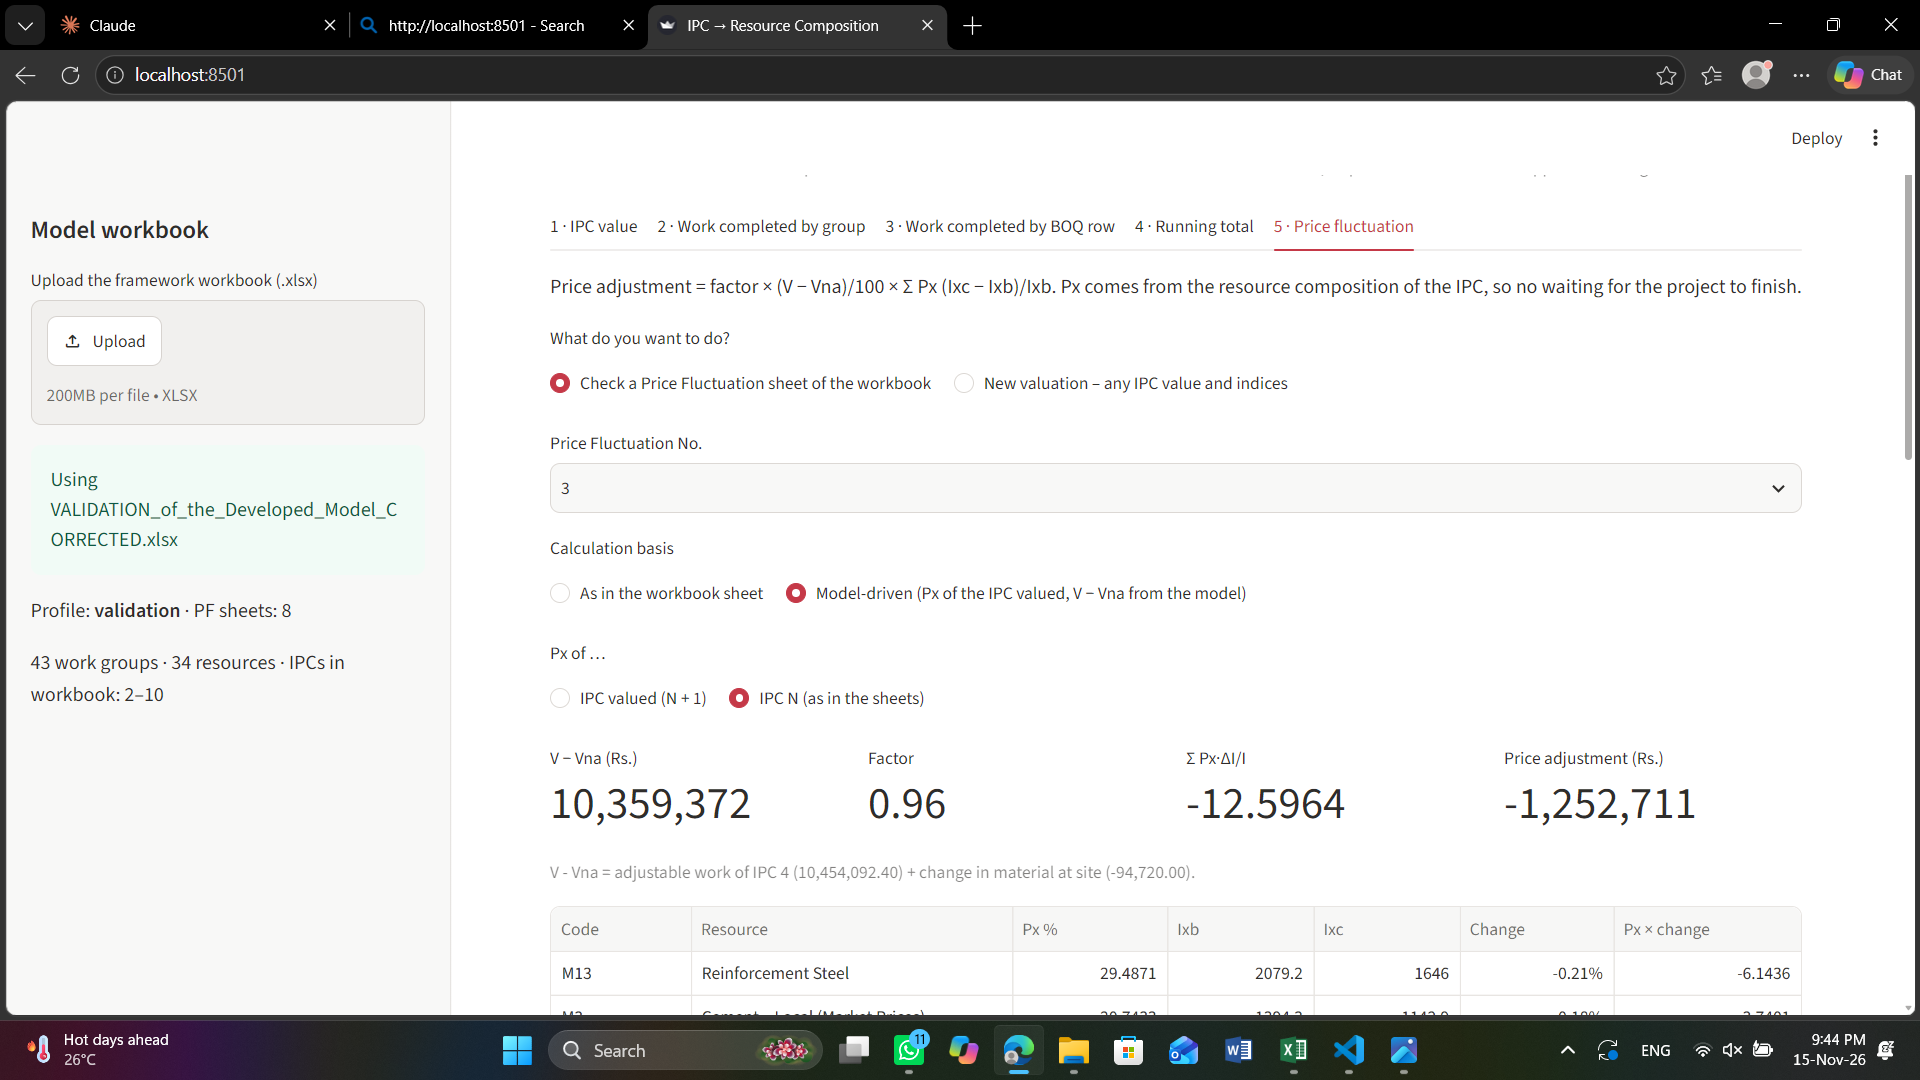 Claude
http://localhost:8501 - Search
IPC → Resource Composition
localhost:8501
Chat
Deploy
Model workbook
Upload the framework workbook (.xlsx)
Upload
200MB per file • XLSX
Using
VALIDATION_of_the_Developed_Model_C
ORRECTED.xlsx
Profile: validation · PF sheets: 8
43 work groups · 34 resources · IPCs in
workbook: 2–10
1 · IPC value 2 · Work completed by group 3 · Work completed by BOQ row 4 · Running total 5 · Price fluctuation
Price adjustment = factor × (V − Vna)/100 × Σ Px (Ixc − Ixb)/Ixb. Px comes from the resource composition of the IPC, so no waiting for the project to finish.
What do you want to do?
Check a Price Fluctuation sheet of the workbook New valuation – any IPC value and indices
Price Fluctuation No.
3
Calculation basis
As in the workbook sheet Model-driven (Px of the IPC valued, V − Vna from the model)
Px of …
IPC valued (N + 1) IPC N (as in the sheets)
V − Vna (Rs.) Factor Σ Px·ΔI/I Price adjustment (Rs.)
10,359,372 0.96 -12.5964 -1,252,711
V - Vna = adjustable work of IPC 4 (10,454,092.40) + change in material at site (-94,720.00).
Code Resource Px % Ixb Ixc Change Px × change
M13 Reinforcement Steel 29.4871 2079.2 1646 -0.21% -6.1436
Hot days ahead
26°C
Search
11
ENG
9:44 PM
15-Nov-26